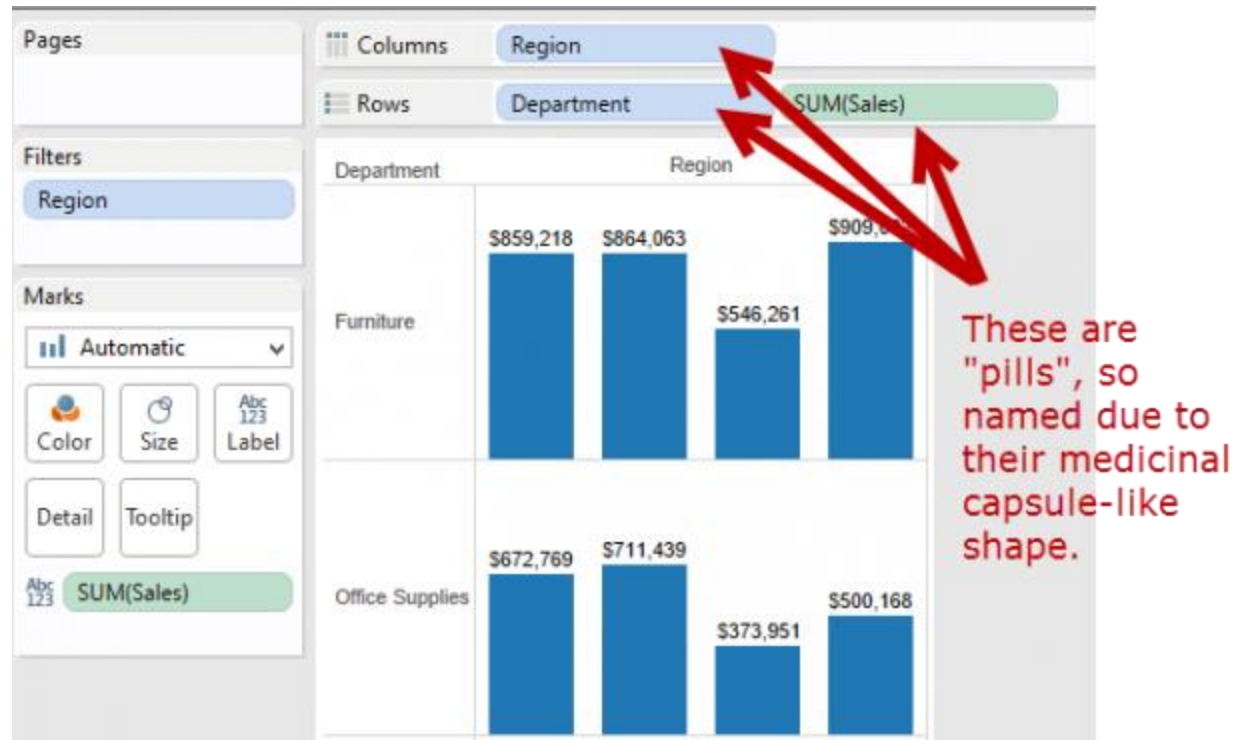 Pages
Columns Region
Rows Department SUM(Sales)
Filters
Region
Marks
Automatic
Color Size Abc 123 Label
Detail Tooltip
Abc 123 SUM(Sales)
Department Region
Furniture
$859,218 $864,063 $546,261
Office Supplies
$672,769 $711,439 $373,951 $500,168
These are
"pills", so
named due to
their medicinal
capsule-like
shape.